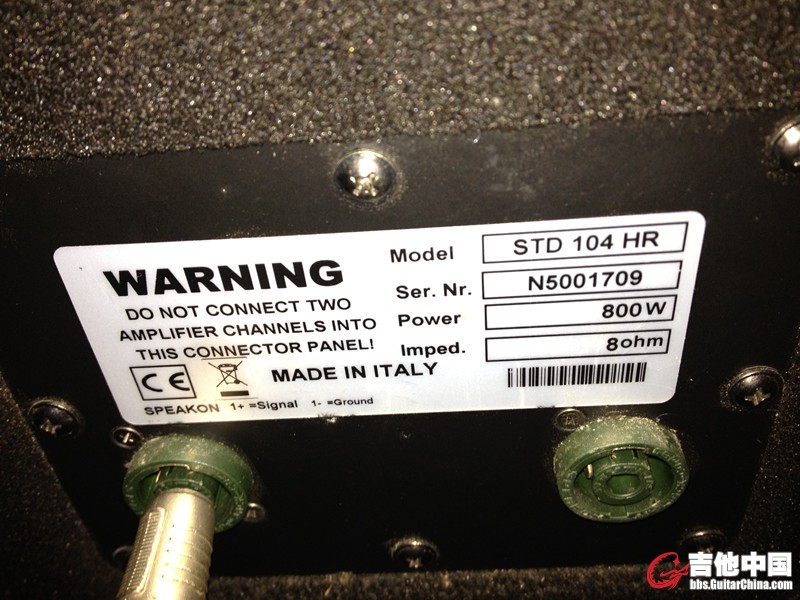 WARNING
DO NOT CONNECT TWO
AMPLIFIER CHANNELS INTO
THIS CONNECTOR PANEL!
CE
MADE IN ITALY
SPEAKON 1+ =Signal 1- =Ground
Model STD 104 HR
Ser. Nr. N5001709
Power 800W
Imped. 8ohm
吉他中国
bbs.GuitarChina.com